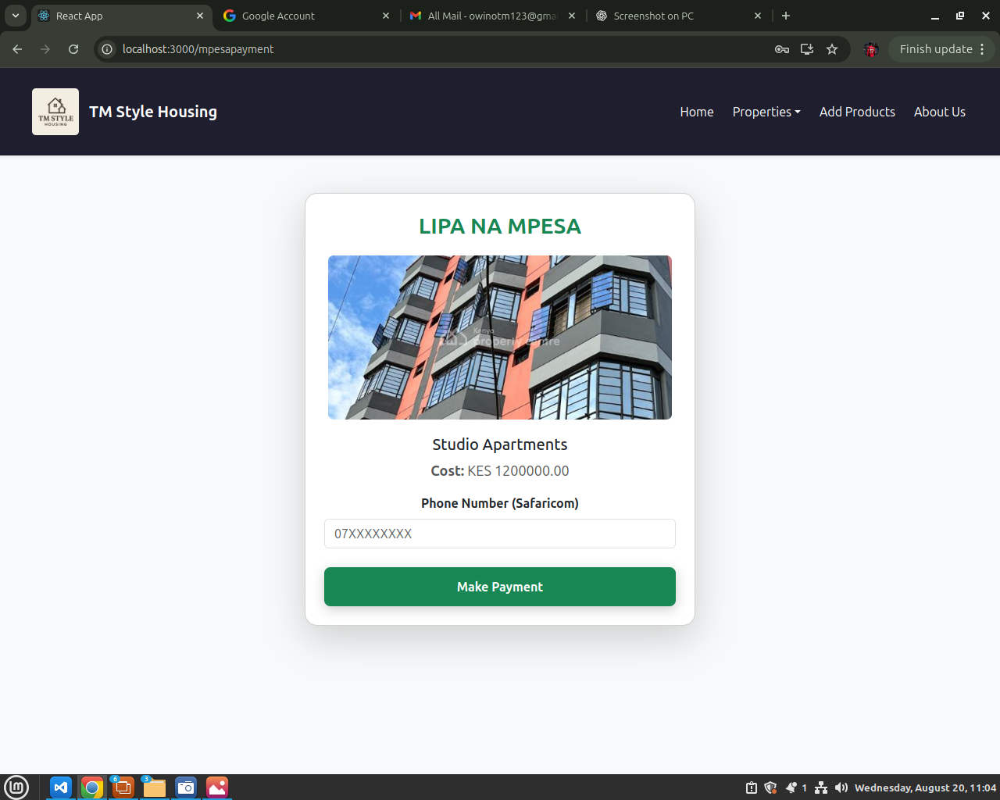 React App
Google Account
All Mail - owinotm123@gma
Screenshot on PC
localhost:3000/mpesapayment
Finish update
TM STYLE
HOUSING
TM Style Housing
Home
Properties
Add Products
About Us
LIPA NA MPESA
Kenya
Property Centre
Studio Apartments
Cost: KES 1200000.00
Phone Number (Safaricom)
07XXXXXXXX
Make Payment
6
3
1
Wednesday, August 20, 11:04